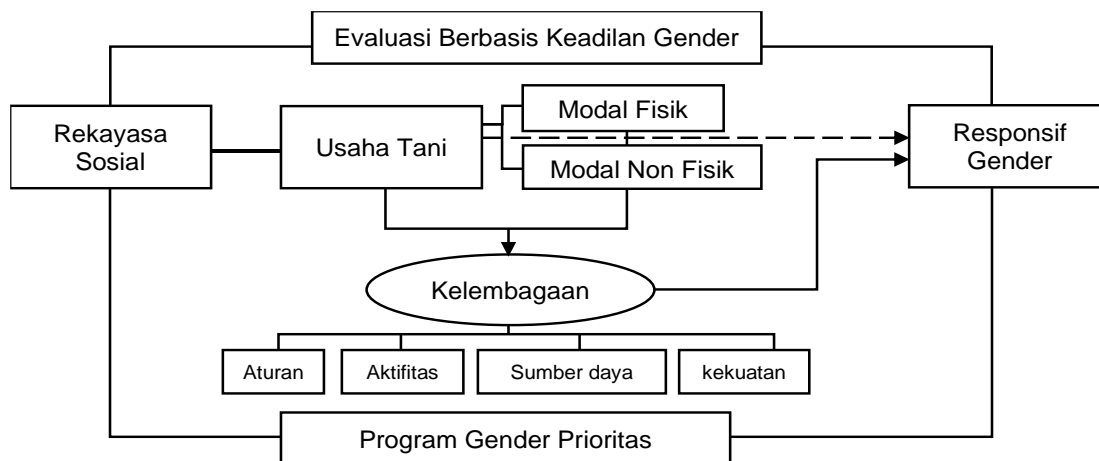 Evaluasi Berbasis Keadilan Gender
Rekayasa
Sosial
Usaha Tani
Modal Fisik
Modal Non Fisik
Responsif
Gender
Kelembagaan
Aturan
Aktifitas
Sumber daya
kekuatan
Program Gender Prioritas